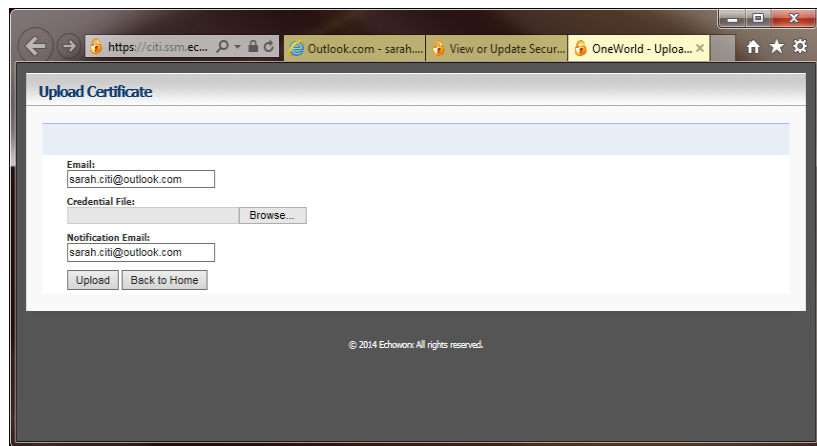 https://citi.ssm.ec... Outlook.com - sarah.... View or Update Secur... OneWorld - Uploa...
Upload Certificate
Email:
sarah.citi@outlook.com
Credential File:
Browse...
Notification Email:
sarah.citi@outlook.com
Upload Back to Home
© 2014 Echoworx All rights reserved.